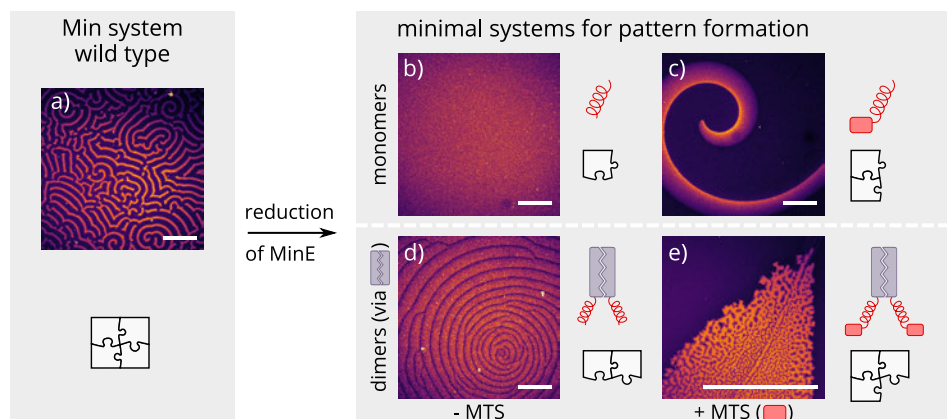 Min system
wild type
a)
reduction
of MinE
minimal systems for pattern formation
monomers
b)
c)
dimers (via )
d)
e)
- MTS
+ MTS ( )